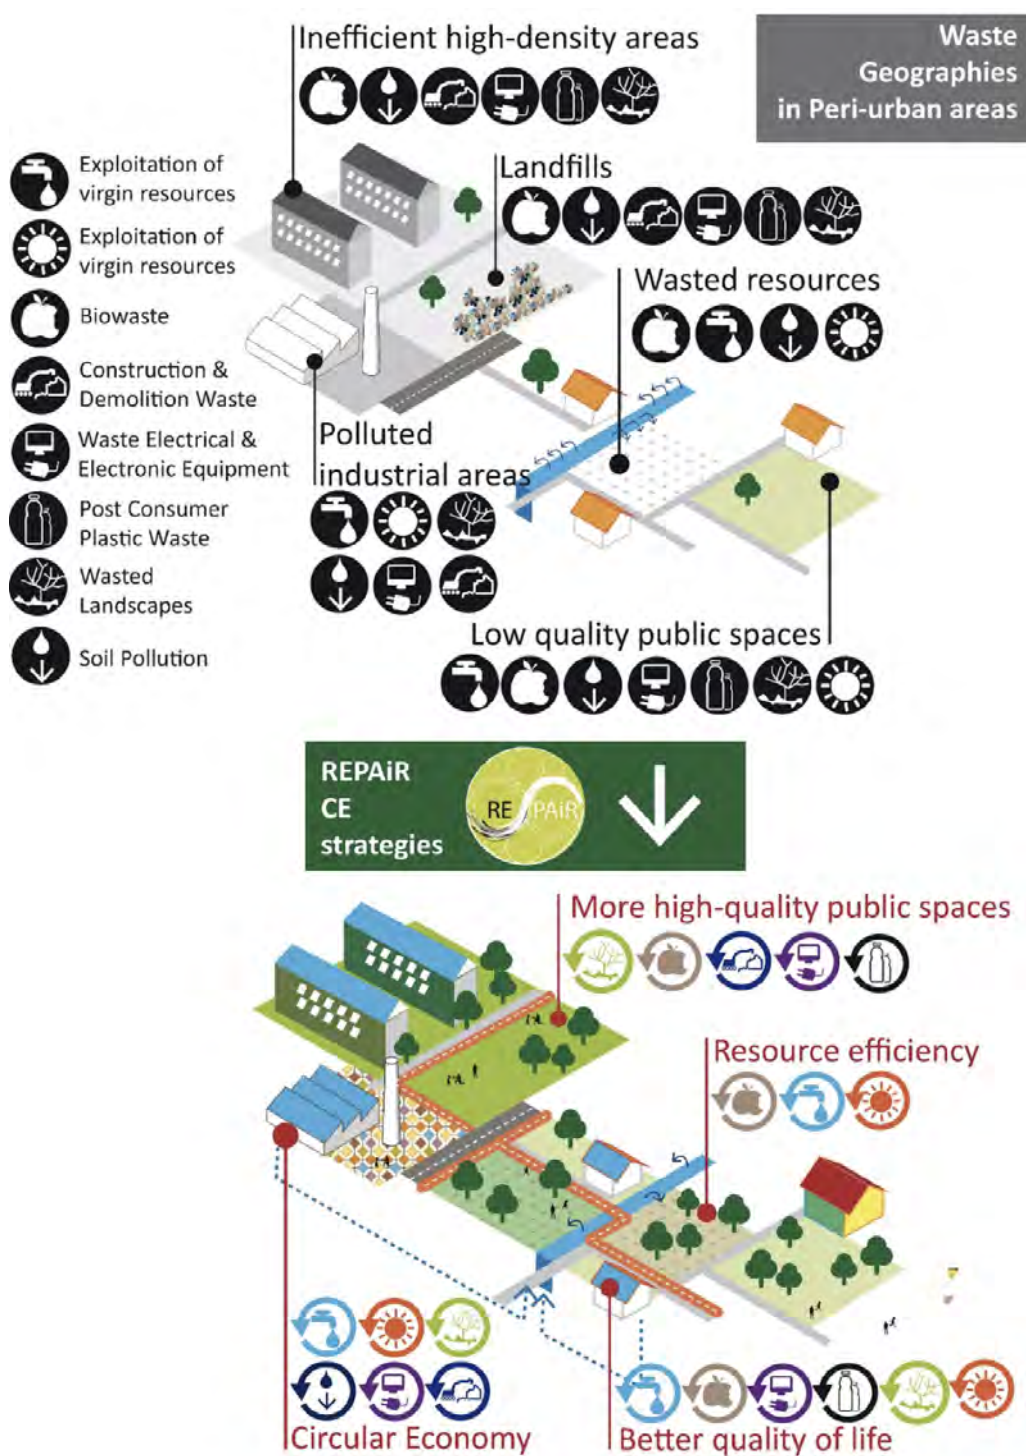 Inefficient high-density areas
Waste
Geographies
in Peri-urban areas
Exploitation of
virgin resources
Exploitation of
virgin resources
Biowaste
Construction &
Demolition Waste
Waste Electrical &
Electronic Equipment
Post Consumer
Plastic Waste
Wasted
Landscapes
Soil Pollution
Landfills
Wasted resources
Polluted
industrial areas
Low quality public spaces
REPAiR
CE
strategies
RE PAiR
More high-quality public spaces
Resource efficiency
Circular Economy
Better quality of life